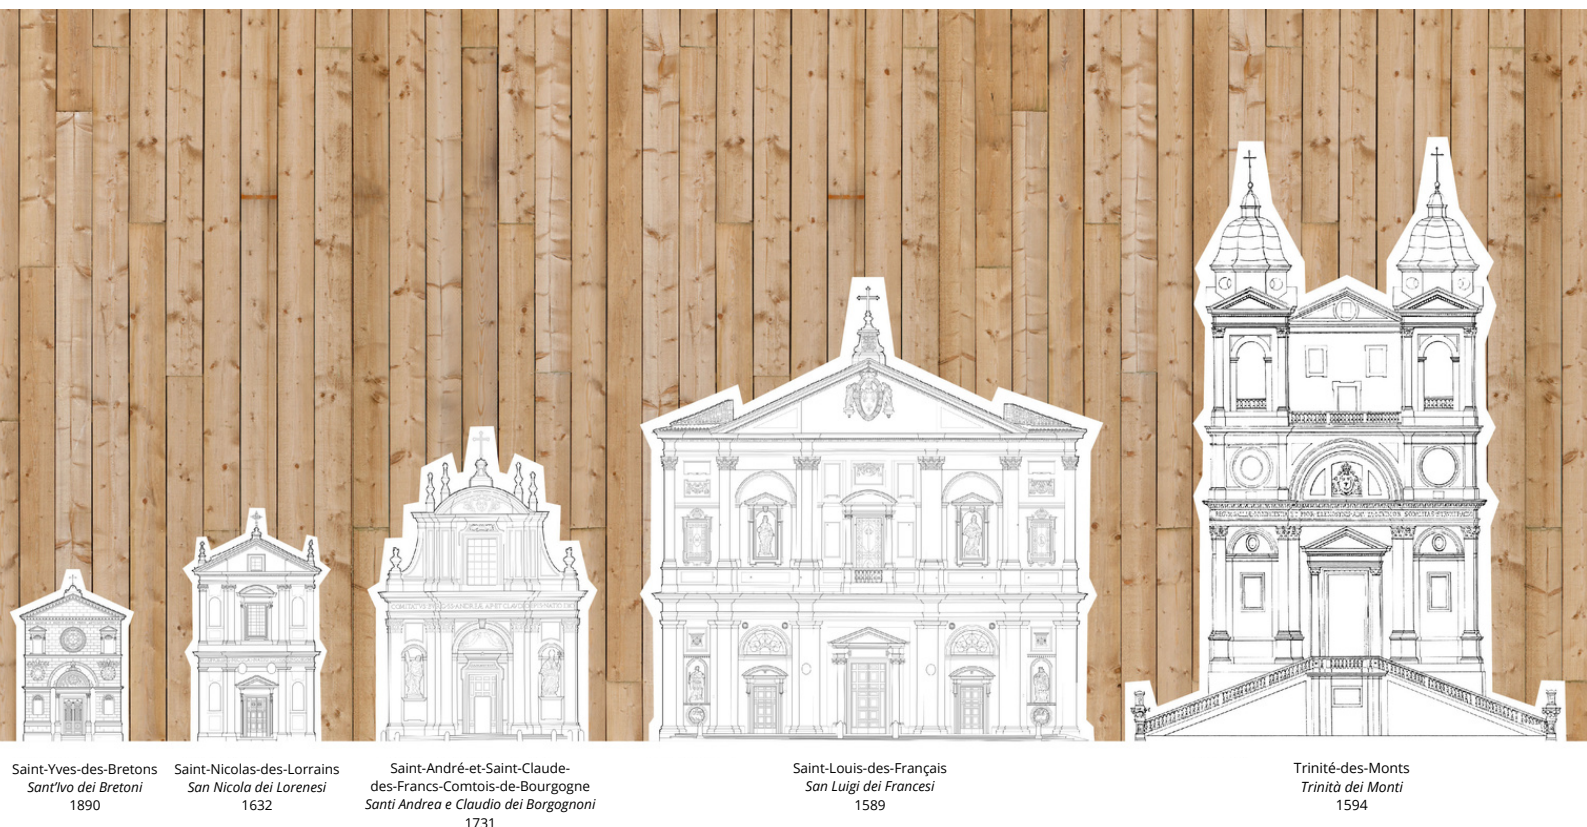 Saint-Yves-des-Bretons
Sant'Ivo dei Bretoni
1890
Saint-Nicolas-des-Lorrains
San Nicola dei Lorenesi
1632
Saint-André-et-Saint-Claude-
des-Francs-Comtois-de-Bourgogne
Santi Andrea e Claudio dei Borgognoni
1731
Saint-Louis-des-Français
San Luigi dei Francesi
1589
Trinité-des-Monts
Trinità dei Monti
1594